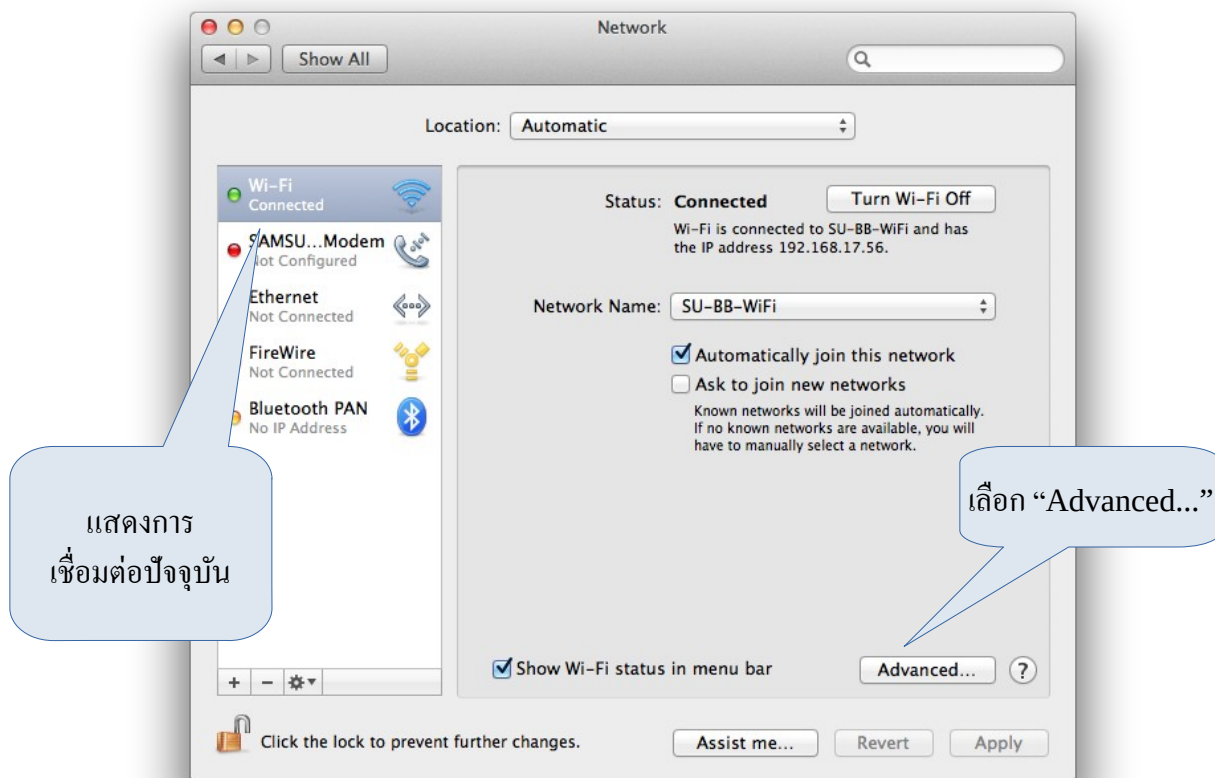 Network
Show All
Location: Automatic
Wi-Fi
Connected
SAMSU...Modem
Not Configured
Ethernet
Not Connected
FireWire
Not Connected
Bluetooth PAN
No IP Address
Status: Connected
Turn Wi-Fi Off
Wi-Fi is connected to SU-BB-WiFi and has
the IP address 192.168.17.56.
Network Name: SU-BB-WiFi
Automatically join this network
Ask to join new networks
Known networks will be joined automatically.
If no known networks are available, you will
have to manually select a network.
แสดงการ
เชื่อมต่อปัจจุบัน
เลือก “Advanced...”
Show Wi-Fi status in menu bar
Advanced... ?
Click the lock to prevent further changes.
Assist me... Revert Apply